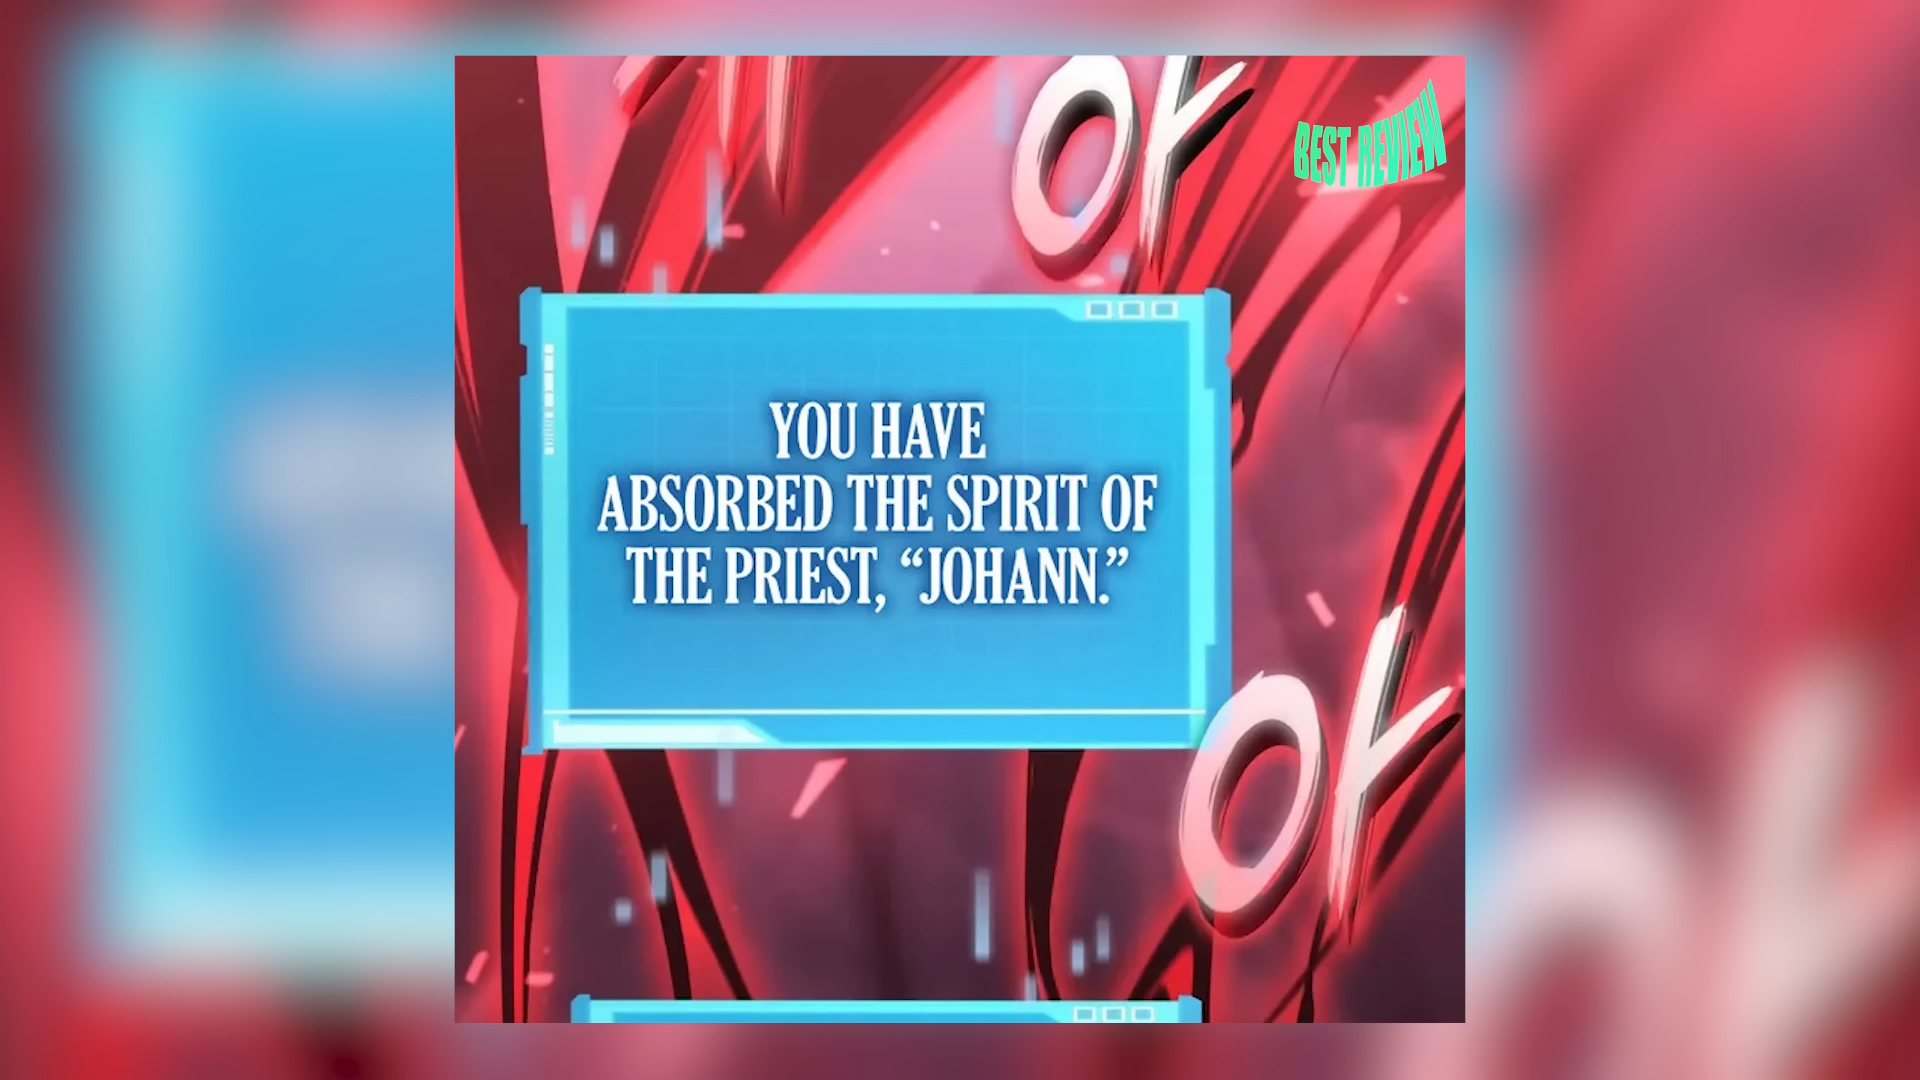 BEST REVIEW
YOU HAVE
ABSORBED THE SPIRIT OF
THE PRIEST, “JOHANN.”